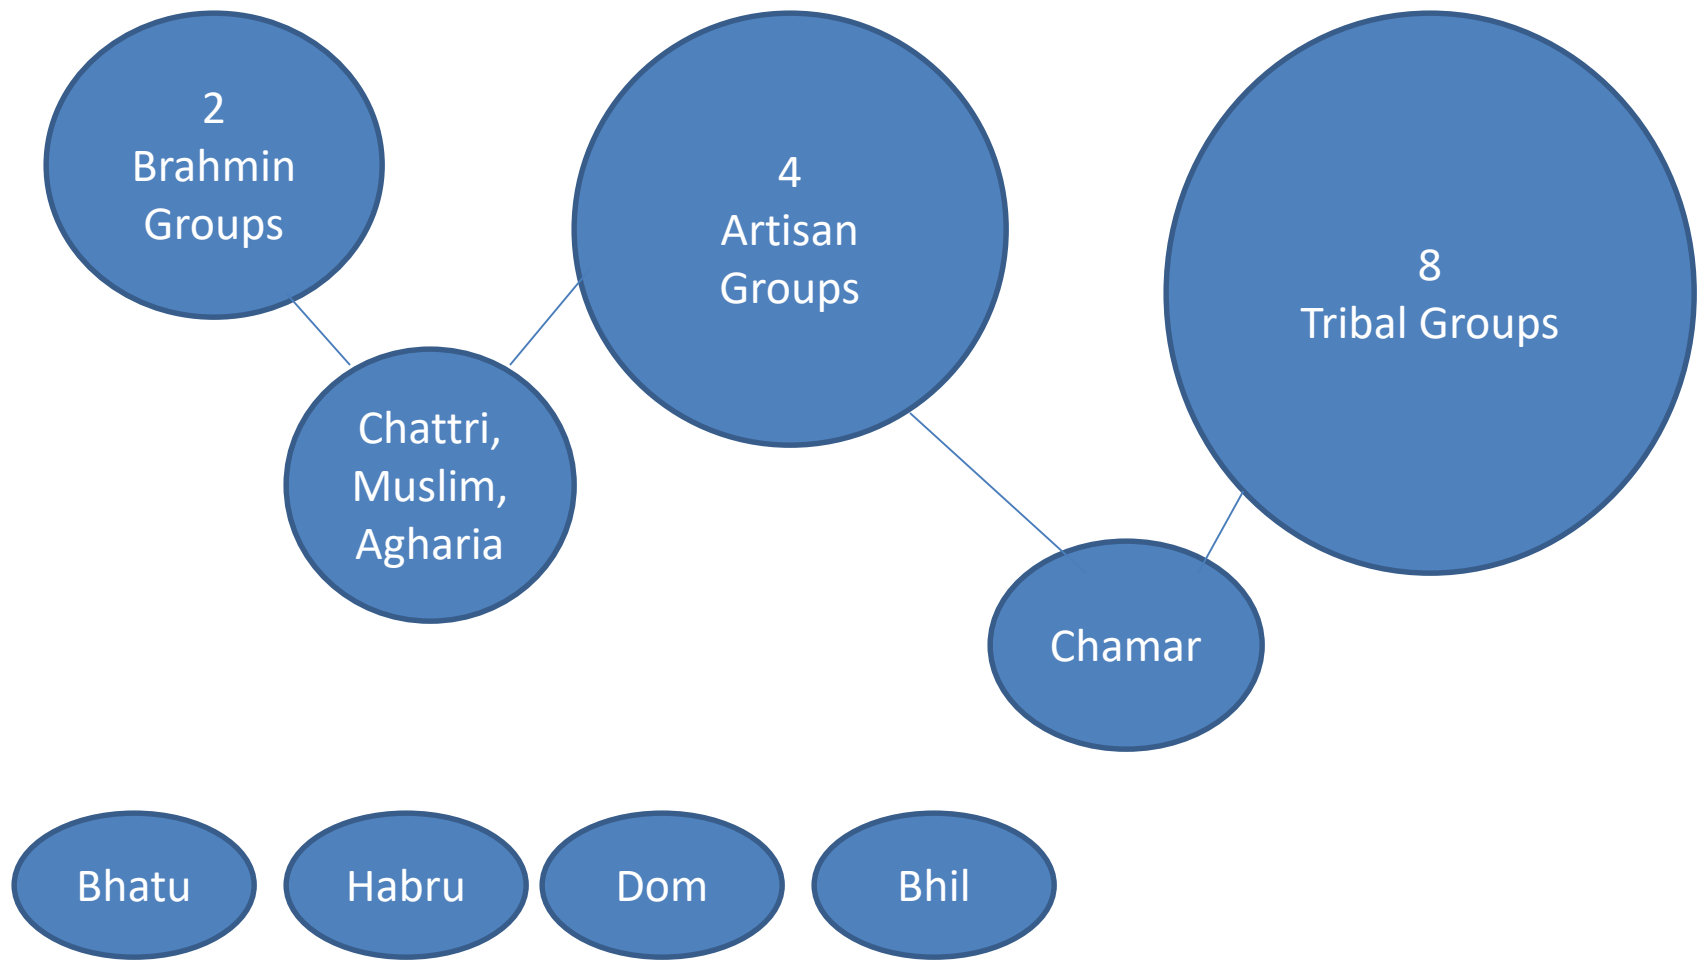 2
Brahmin
Groups
4
Artisan
Groups
8
Tribal Groups
Chattri,
Muslim,
Agharia
Chamar
Bhatu
Habru
Dom
Bhil